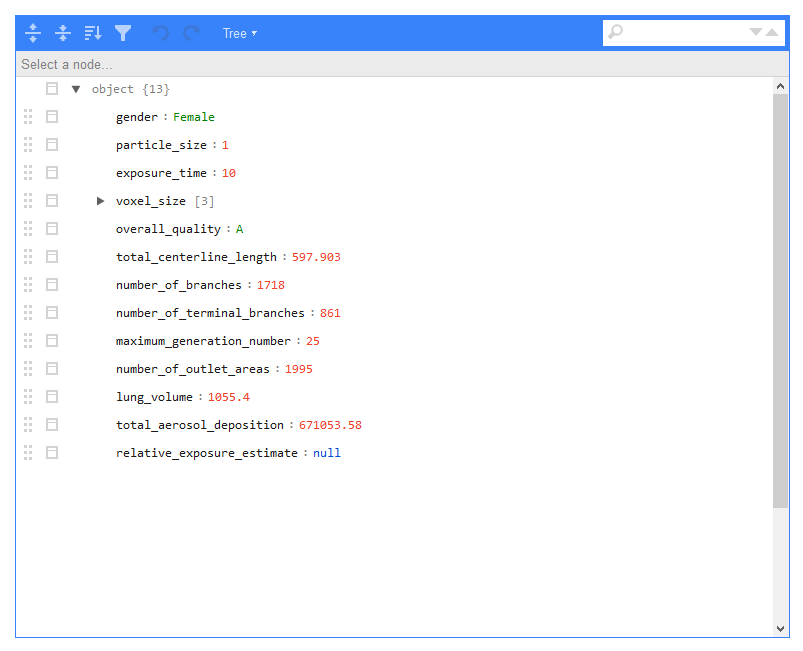 Tree
Select a node...
object {13}
gender : Female
particle_size : 1
exposure_time : 10
voxel_size [3]
overall_quality : A
total_centerline_length : 597.903
number_of_branches : 1718
number_of_terminal_branches : 861
maximum_generation_number : 25
number_of_outlet_areas : 1995
lung_volume : 1055.4
total_aerosol_deposition : 671053.58
relative_exposure_estimate : null